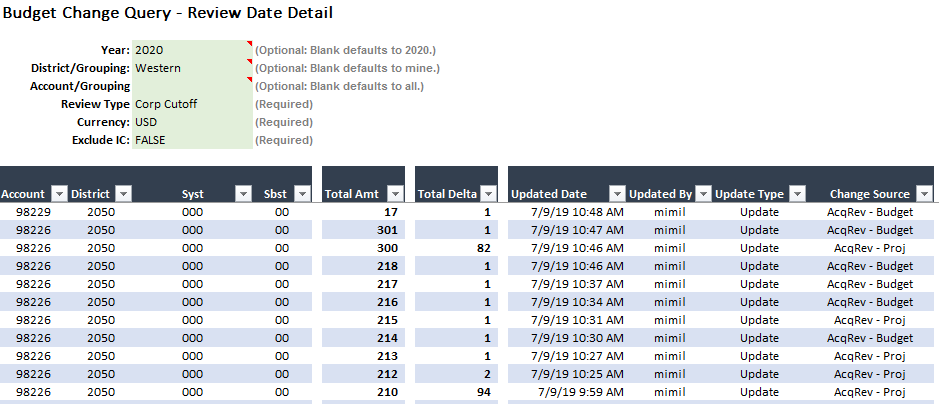 Budget Change Query - Review Date Detail
Year: 2020 (Optional: Blank defaults to 2020.)
District/Grouping: Western (Optional: Blank defaults to mine.)
Account/Grouping (Optional: Blank defaults to all.)
Review Type Corp Cutoff (Required)
Currency: USD (Required)
Exclude IC: FALSE (Required)
Account District Syst Sbst Total Amt Total Delta Updated Date Updated By Update Type Change Source
98229 2050 000 00 17 1 7/9/19 10:48 AM mimil Update AcqRev - Budget
98226 2050 000 00 301 1 7/9/19 10:47 AM mimil Update AcqRev - Budget
98226 2050 000 00 300 82 7/9/19 10:46 AM mimil Update AcqRev - Proj
98226 2050 000 00 218 1 7/9/19 10:46 AM mimil Update AcqRev - Budget
98226 2050 000 00 217 1 7/9/19 10:37 AM mimil Update AcqRev - Budget
98226 2050 000 00 216 1 7/9/19 10:34 AM mimil Update AcqRev - Budget
98226 2050 000 00 215 1 7/9/19 10:31 AM mimil Update AcqRev - Proj
98226 2050 000 00 214 1 7/9/19 10:30 AM mimil Update AcqRev - Budget
98226 2050 000 00 213 1 7/9/19 10:27 AM mimil Update AcqRev - Proj
98226 2050 000 00 212 2 7/9/19 10:25 AM mimil Update AcqRev - Proj
98226 2050 000 00 210 94 7/9/19 9:59 AM mimil Update AcqRev - Proj